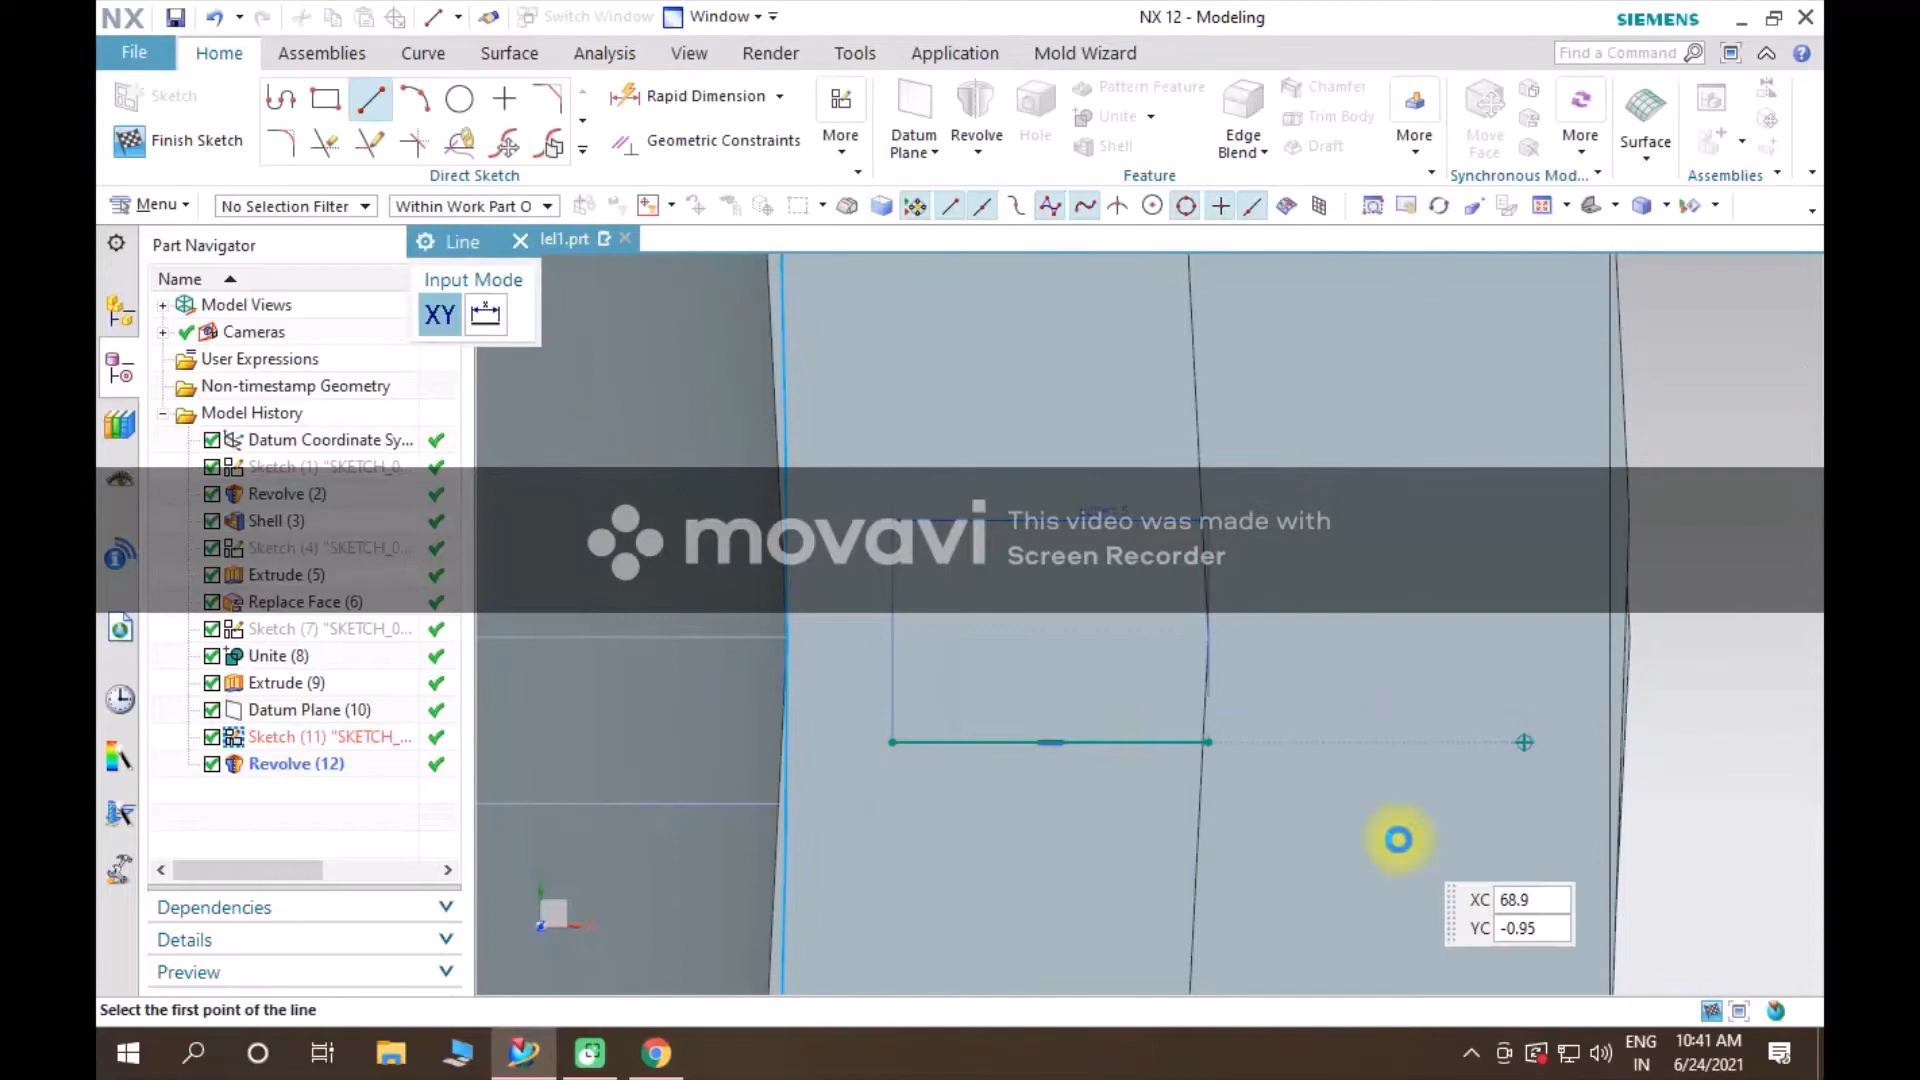 NX
Switch Window
Window
NX 12 - Modeling
SIEMENS
File
Home
Assemblies
Curve
Surface
Analysis
View
Render
Tools
Application
Mold Wizard
Find a Command
Sketch
Finish Sketch
Direct Sketch
Rapid Dimension
Geometric Constraints
More
Datum
Plane
Revolve
Hole
Pattern Feature
Unite
Shell
Edge
Blend
Chamfer
Trim Body
Draft
More
Feature
Move
Face
More
Synchronous Mod...
Surface
Assemblies
Menu
No Selection Filter
Within Work Part O
Part Navigator
Line
lel1.prt
Name
Input Mode
XY
Model Views
Cameras
User Expressions
Non-timestamp Geometry
Model History
Datum Coordinate Sy...
Sketch (1) "SKETCH_0...
Revolve (2)
Shell (3)
Sketch (4) "SKETCH_0...
Extrude (5)
Replace Face (6)
Sketch (7) "SKETCH_0...
Unite (8)
Extrude (9)
Datum Plane (10)
Sketch (11) "SKETCH_...
Revolve (12)
movavi
This video was made with
Screen Recorder
XC 68.9
YC -0.95
Dependencies
Details
Preview
Select the first point of the line
ENG
IN
10:41 AM
6/24/2021